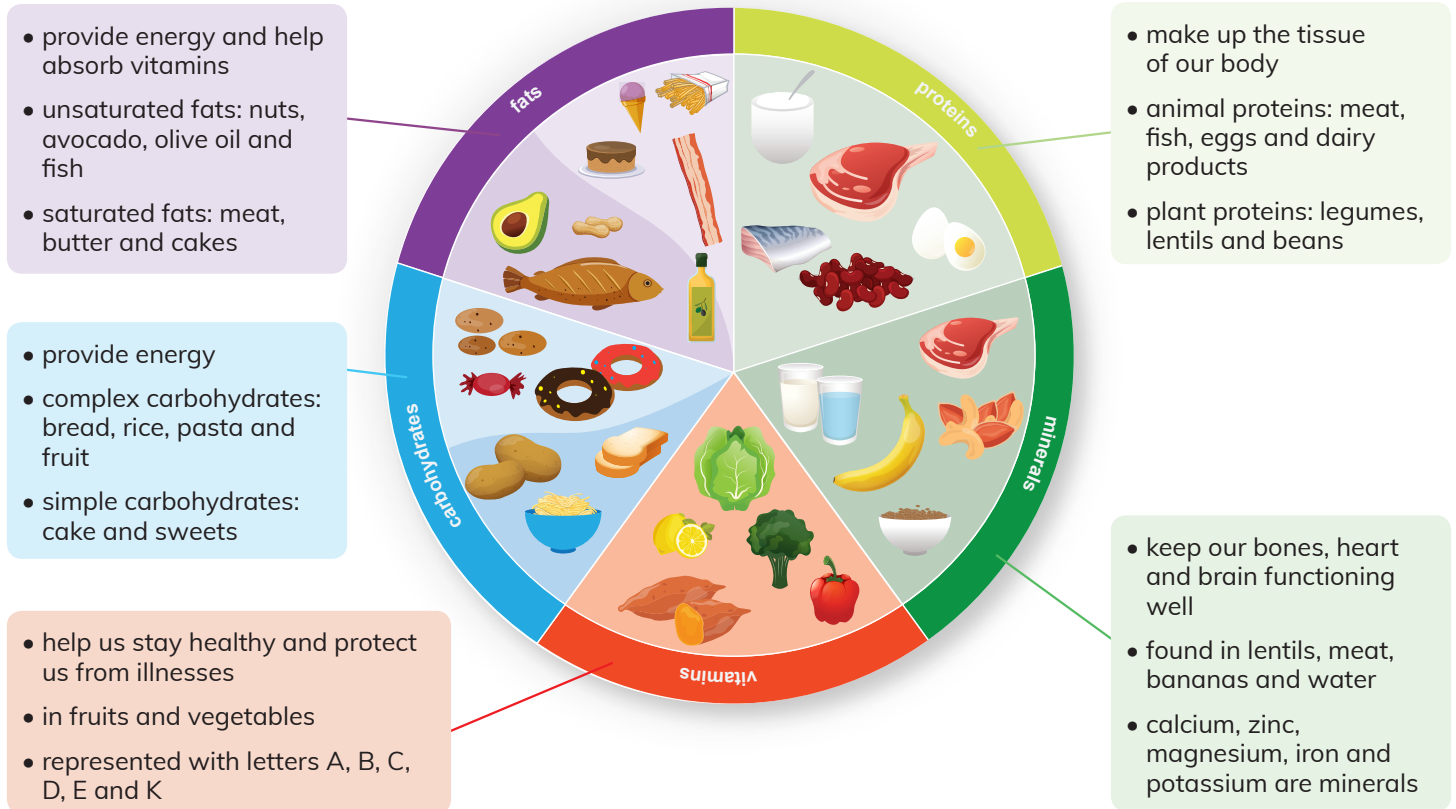 • provide energy and help
absorb vitamins
• unsaturated fats: nuts,
avocado, olive oil and
fish
• saturated fats: meat,
butter and cakes
• provide energy
• complex carbohydrates:
bread, rice, pasta and
fruit
• simple carbohydrates:
cake and sweets
• help us stay healthy and protect
us from illnesses
• in fruits and vegetables
• represented with letters A, B, C,
D, E and K
fats
proteins
carbohydrates
minerals
vitamins
• make up the tissue
of our body
• animal proteins: meat,
fish, eggs and dairy
products
• plant proteins: legumes,
lentils and beans
• keep our bones, heart
and brain functioning
well
• found in lentils, meat,
bananas and water
• calcium, zinc,
magnesium, iron and
potassium are minerals